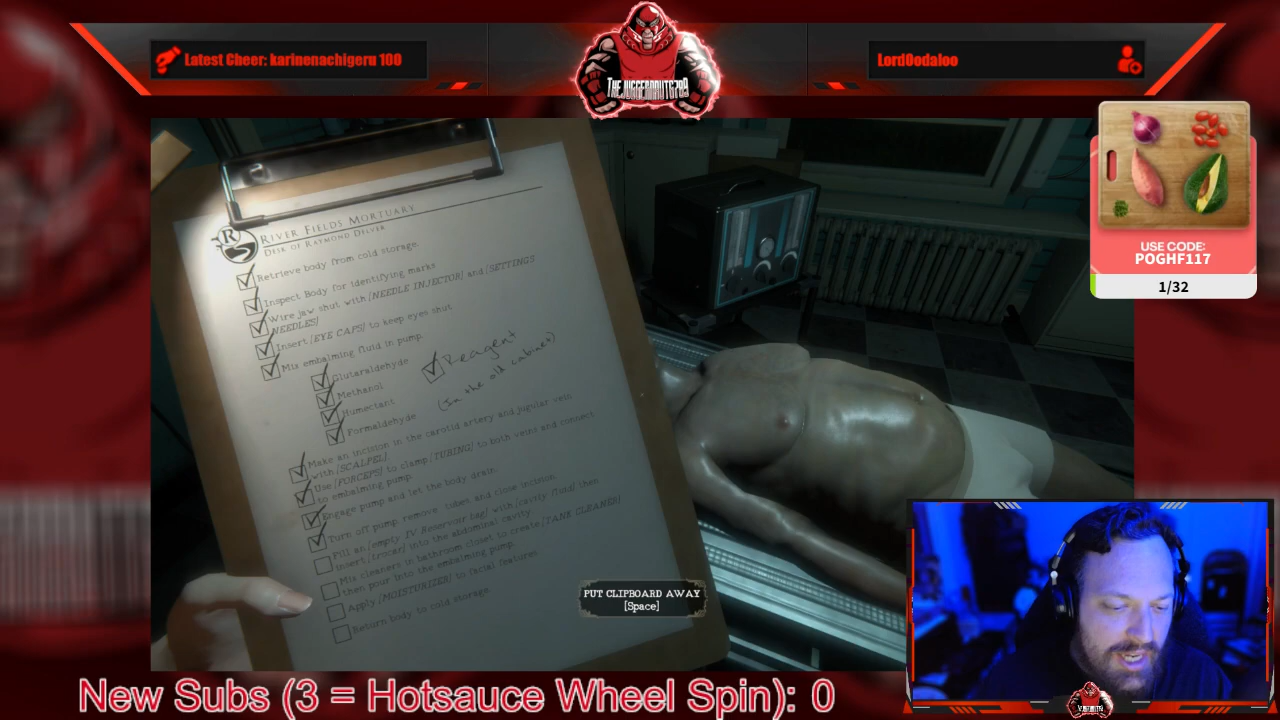 Latest Cheer: karinenachigeru 100
THEJUGGERNAUT6789
LordOodaloo
USE CODE:
POGHF117
1/32
R
RIVER FIELDS MORTUARY
DESK OF RAYMOND DELVER
Retrieve body from cold storage.
Inspect Body for identifying marks
Wire jaw shut with [NEEDLE INJECTOR] and [SETTINGS
NEEDLES]
Insert [EYE CAPS] to keep eyes shut
Mix embalming fluid in pump.
Glutaraldehyde
Methanol
Humectant
Formaldehyde
Reagent
(In the old cabinet)
Make an incision in the carotid artery and jugular vein
with [SCALPEL].
Use [FORCEPS] to clamp [TUBING] to both veins and connect
to embalming pump.
Engage pump and let the body drain.
Turn off pump, remove tubes and close incision
Fill an [empty IV Reservoir bag] with [cavity fluid] then
insert [trocar] into the abdominal cavity.
Mix cleaners in bathroom closet to create [TANK CLEANER]
then pour into the embalming pump.
Apply [MOISTURIZER] to facial features
Return body to cold storage.
PUT CLIPBOARD AWAY
[Space]
New Subs (3 = Hotsauce Wheel Spin): 0